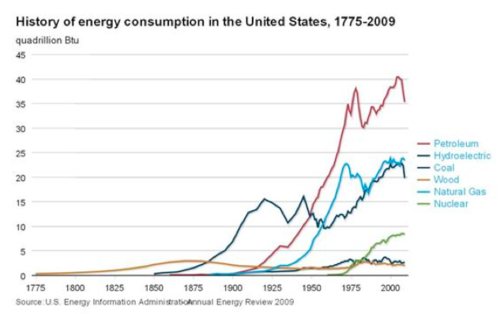 History of energy consumption in the United States, 1775-2009
quadrillion Btu
45
40
35
30
25
20
15
10
5
0
1775 1800 1825 1850 1875 1900 1925 1950 1975 2000
Petroleum
Hydroelectric
Coal
Wood
Natural Gas
Nuclear
Source: U.S. Energy Information Administration Annual Energy Review 2009